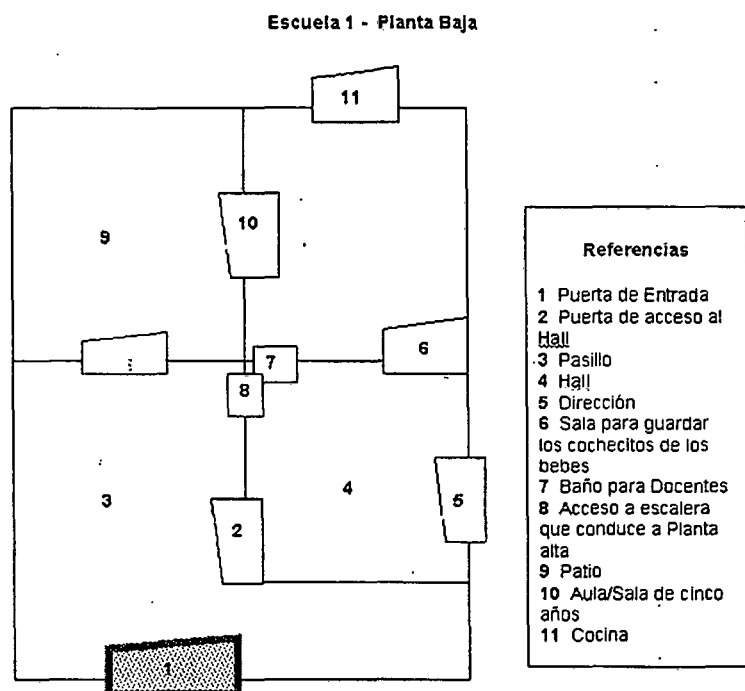 Escuela 1 - Planta Baja
11
10
9
6
7
8
3
4
5
2
1
Referencias
1 Puerta de Entrada
2 Puerta de acceso al
Hall
3 Pasillo
4 Hall
5 Dirección
6 Sala para guardar
los cochecitos de los
bebes
7 Baño para Docentes
8 Acceso a escalera
que conduce a Planta
alta
9 Patio
10 Aula/Sala de cinco
años
11 Cocina